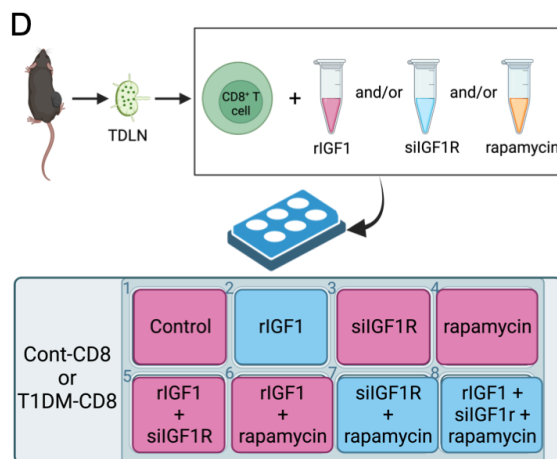 D
TDLN
CD8⁺ T
cell
+
and/or
and/or
rIGF1
siIGF1R
rapamycin
Cont-CD8
or
T1DM-CD8
1
Control
2
rIGF1
3
siIGF1R
4
rapamycin
5
rIGF1
+
siIGF1R
6
rIGF1
+
rapamycin
7
siIGF1R
+
rapamycin
8
rIGF1 +
siIGF1r +
rapamycin